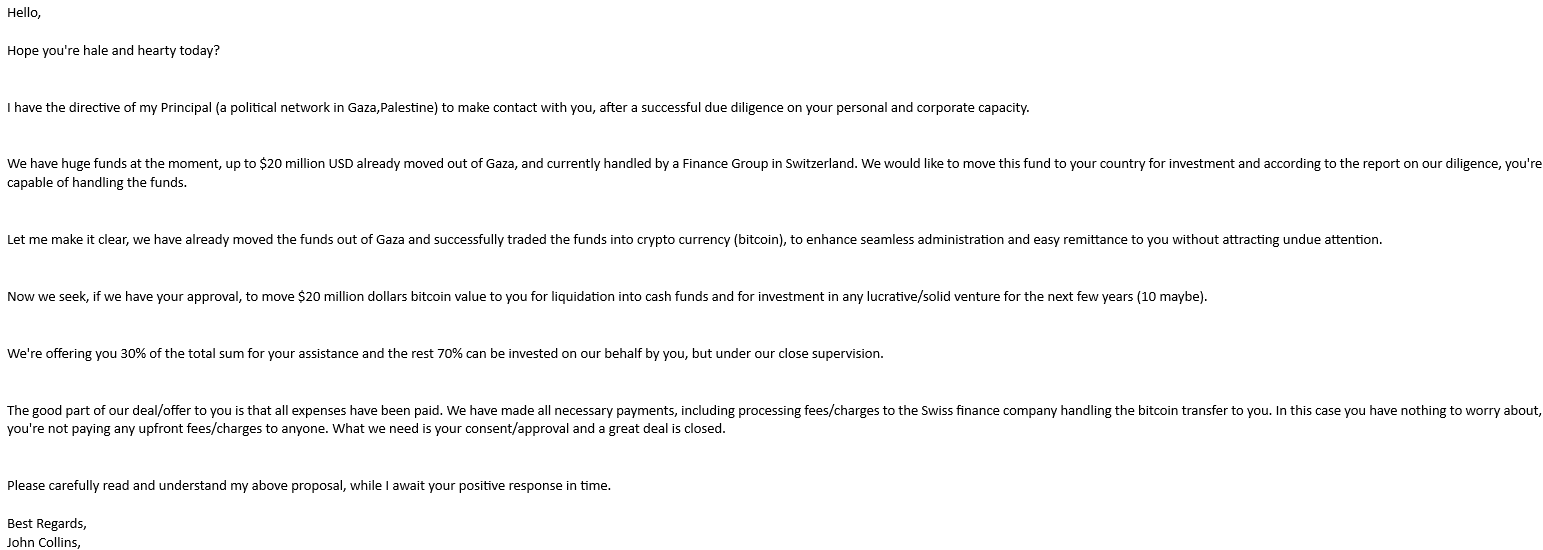 Hello,
Hope you're hale and hearty today?
I have the directive of my Principal (a political network in Gaza,Palestine) to make contact with you, after a successful due diligence on your personal and corporate capacity.
We have huge funds at the moment, up to $20 million USD already moved out of Gaza, and currently handled by a Finance Group in Switzerland. We would like to move this fund to your country for investment and according to the report on our diligence, you're
capable of handling the funds.
Let me make it clear, we have already moved the funds out of Gaza and successfully traded the funds into crypto currency (bitcoin), to enhance seamless administration and easy remittance to you without attracting undue attention.
Now we seek, if we have your approval, to move $20 million dollars bitcoin value to you for liquidation into cash funds and for investment in any lucrative/solid venture for the next few years (10 maybe).
We're offering you 30% of the total sum for your assistance and the rest 70% can be invested on our behalf by you, but under our close supervision.
The good part of our deal/offer to you is that all expenses have been paid. We have made all necessary payments, including processing fees/charges to the Swiss finance company handling the bitcoin transfer to you. In this case you have nothing to worry about,
you're not paying any upfront fees/charges to anyone. What we need is your consent/approval and a great deal is closed.
Please carefully read and understand my above proposal, while I await your positive response in time.
Best Regards,
John Collins,